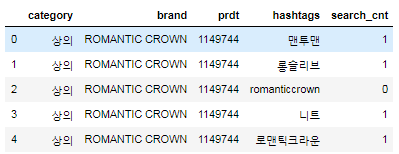 category brand prdt hashtags search_cnt
0 상의 ROMANTIC CROWN 1149744 맨투맨 1
1 상의 ROMANTIC CROWN 1149744 롱슬리브 1
2 상의 ROMANTIC CROWN 1149744 romanticcrown 0
3 상의 ROMANTIC CROWN 1149744 니트 1
4 상의 ROMANTIC CROWN 1149744 로맨틱크라운 1